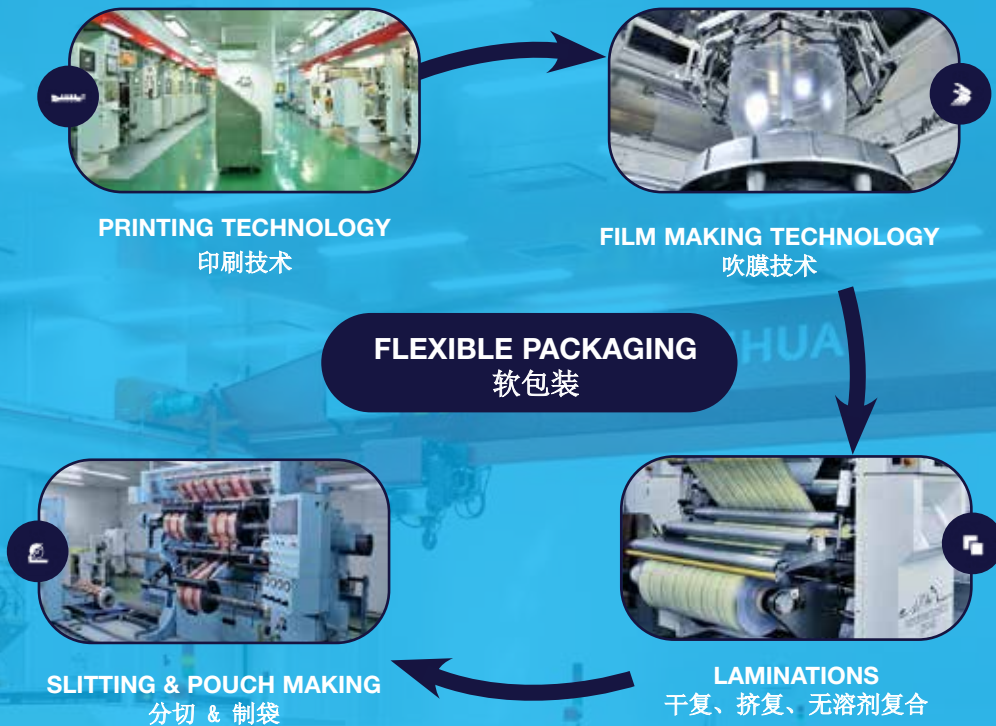 PRINTING TECHNOLOGY
印刷技术
FILM MAKING TECHNOLOGY
吹膜技术
HUA
FLEXIBLE PACKAGING
软包装
SLITTING & POUCH MAKING
分切 & 制袋
LAMINATIONS
干复、挤复、无溶剂复合